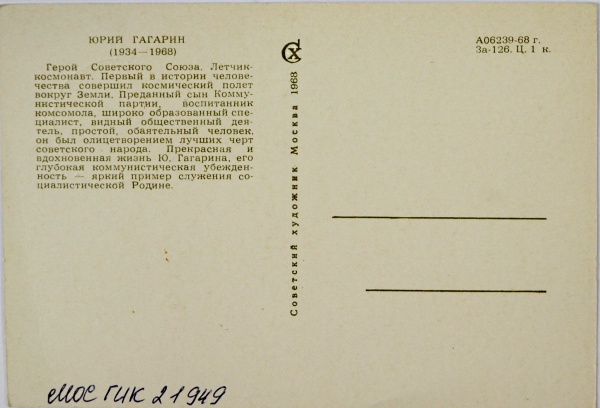 ЮРИЙ ГАГАРИН
(1934—1968)
Герой Советского Союза. Летчик-
космонавт. Первый в истории челове-
чества совершил космический полет
вокруг Земли. Преданный сын Комму-
нистической партии, воспитанник
комсомола, широко образованный спе-
циалист, видный общественный дея-
тель, простой, обаятельный человек,
он был олицетворением лучших черт
советского народа. Прекрасная и
вдохновенная жизнь Ю. Гагарина, его
глубокая коммунистическая убежден-
ность — яркий пример служения со-
циалистической Родине.
Советский художник Москва 1968
А06239-68 г.
За-126. Ц. 1 к.
МОСГИК 21949